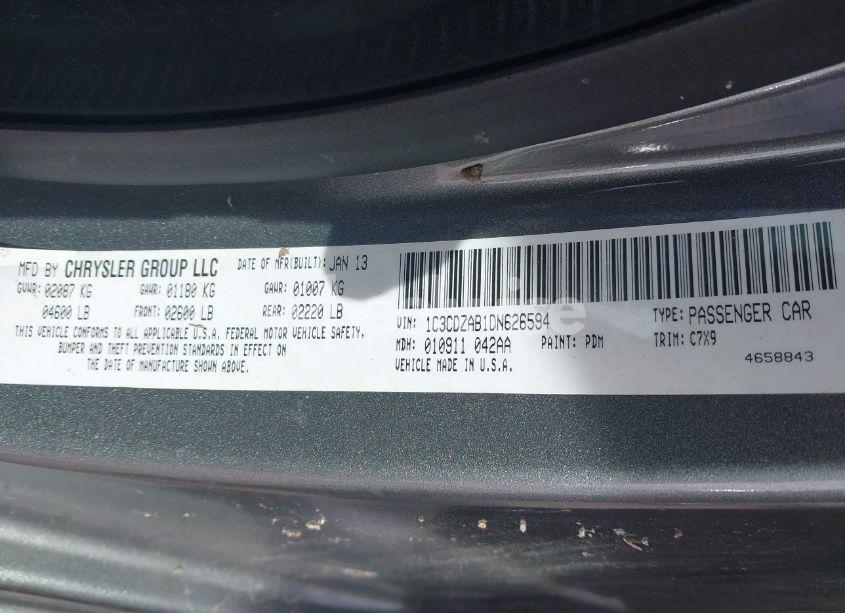 MFD BY CHRYSLER GROUP LLC DATE OF MFR(BUILT): JAN 13
GVWR: 02087 KG GAWR: 01180 KG GAWR: 01007 KG
04600 LB FRONT: 02600 LB REAR: 02220 LB
THIS VEHICLE CONFORMS TO ALL APPLICABLE U.S.A. FEDERAL MOTOR VEHICLE SAFETY,
BUMPER AND THEFT PREVENTION STANDARDS IN EFFECT ON
THE DATE OF MANUFACTURE SHOWN ABOVE.
VIN: 1C3CDZAB1DN626594 TYPE: PASSENGER CAR
MDH: 010911 042AA PAINT: PDM TRIM: C7X9
VEHICLE MADE IN U.S.A. 4658843